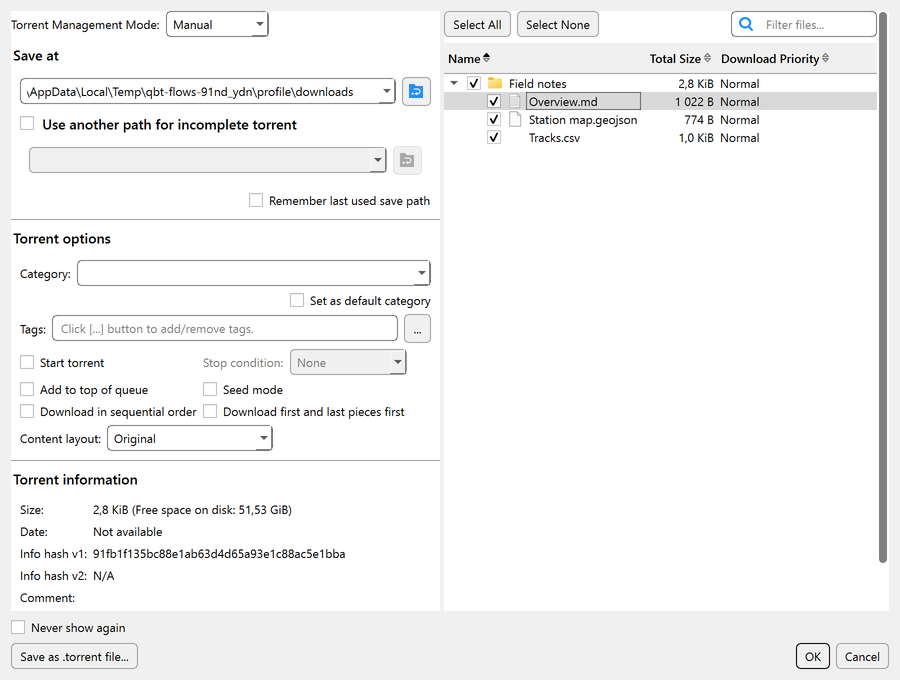 Torrent Management Mode: Manual
Save at
\AppData\Local\Temp\qbt-flows-91nd_ydn\profile\downloads
Use another path for incomplete torrent
Remember last used save path
Torrent options
Category:
Set as default category
Tags: Click [...] button to add/remove tags. ...
Start torrent Stop condition: None
Add to top of queue Seed mode
Download in sequential order Download first and last pieces first
Content layout: Original
Torrent information
Size: 2,8 KiB (Free space on disk: 51,53 GiB)
Date: Not available
Info hash v1: 91fb1f135bc88e1ab63d4d65a93e1c88ac5e1bba
Info hash v2: N/A
Comment:
Select All Select None Filter files...
Name Total Size Download Priority
Field notes 2,8 KiB Normal
Overview.md 1 022 B Normal
Station map.geojson 774 B Normal
Tracks.csv 1,0 KiB Normal
Never show again
Save as .torrent file... OK Cancel